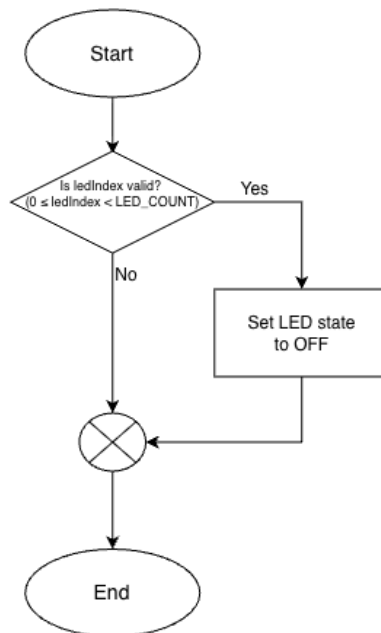 Start
Is ledIndex valid?
(0 ≤ ledIndex < LED_COUNT)
Yes
No
Set LED state
to OFF
End